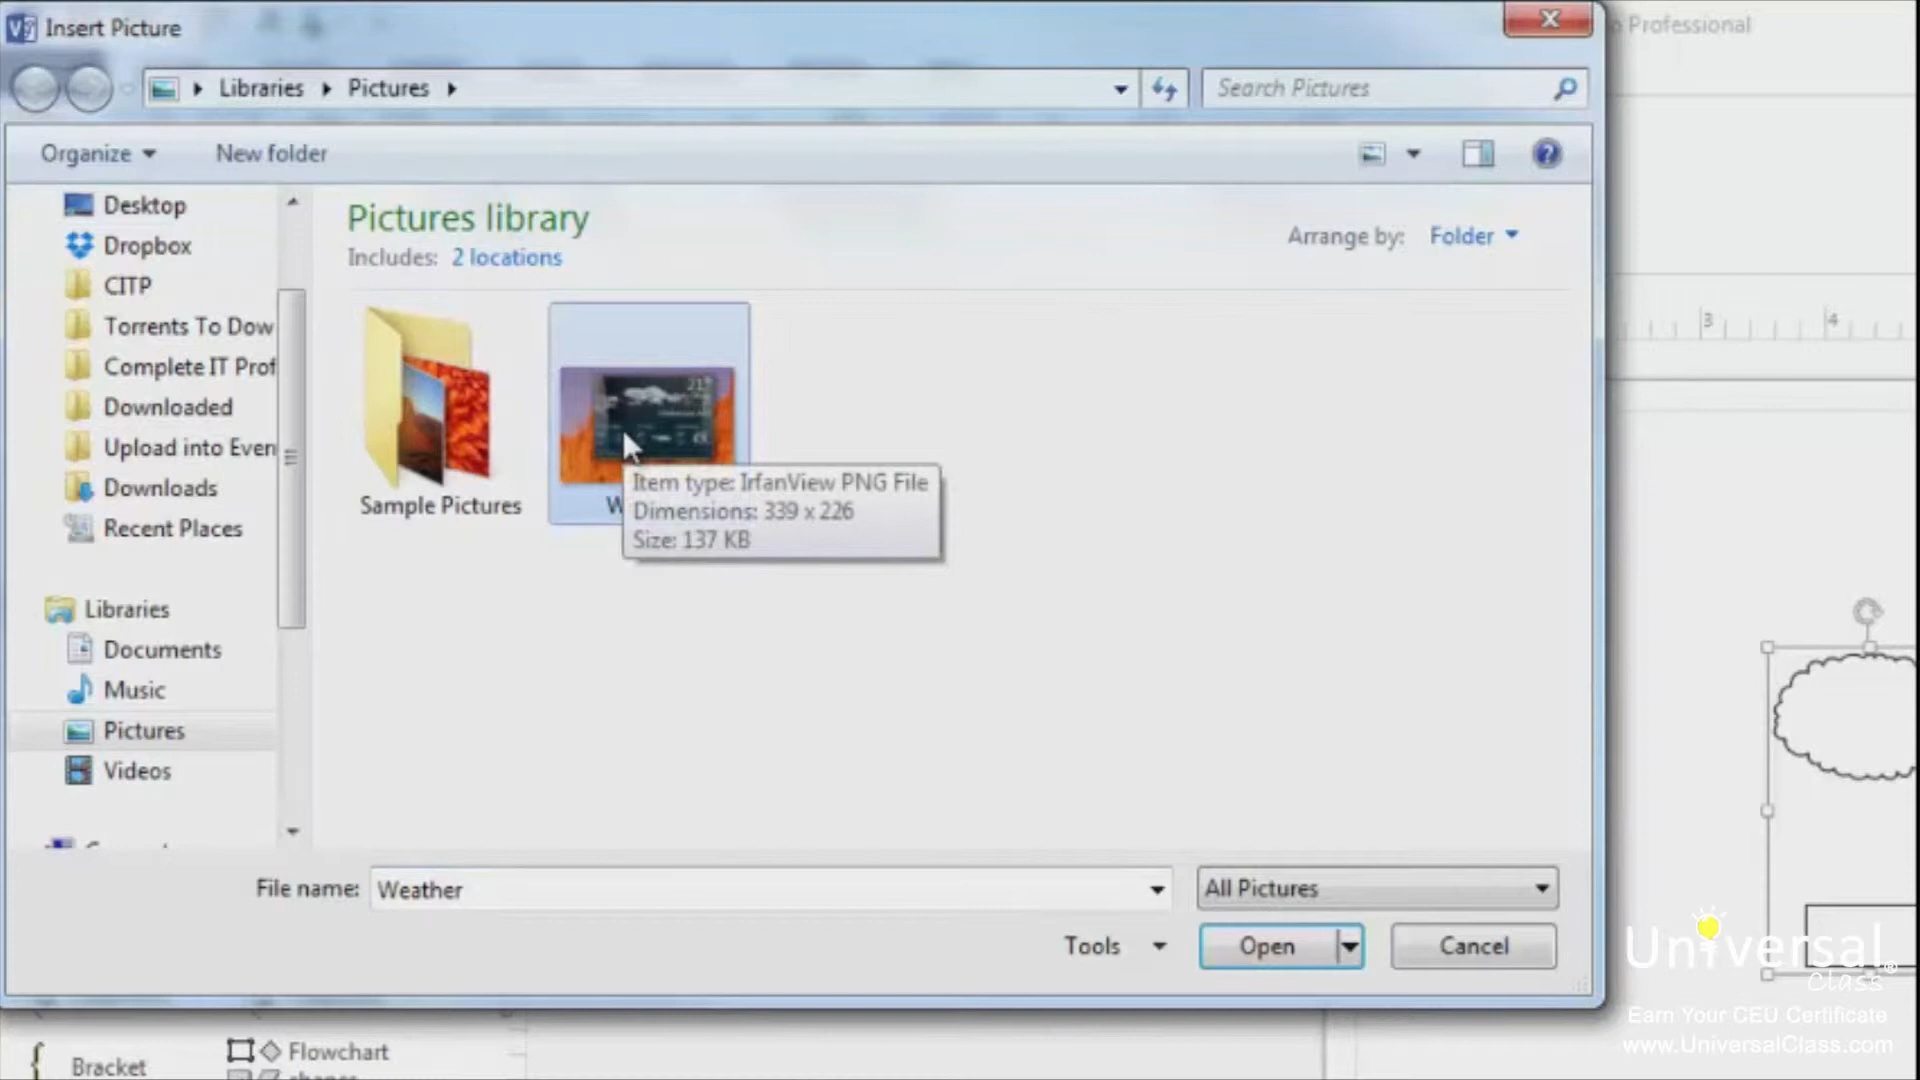 Insert Picture
Professional
Libraries
Pictures
Search Pictures
Organize
New folder
Desktop
Dropbox
CITP
Torrents To Dow
Complete IT Prof
Downloaded
Upload into Even
Downloads
Recent Places
Libraries
Documents
Music
Pictures
Videos
Pictures library
Includes: 2 locations
Arrange by: Folder
3
4
Sample Pictures
W
Item type: IrfanView PNG File
Dimensions: 339 x 226
Size: 137 KB
File name: Weather
All Pictures
Tools
Open
Cancel
Bracket
Flowchart
shapes
Universal
Class®
Earn Your CEU Certificate
www.UniversalClass.com